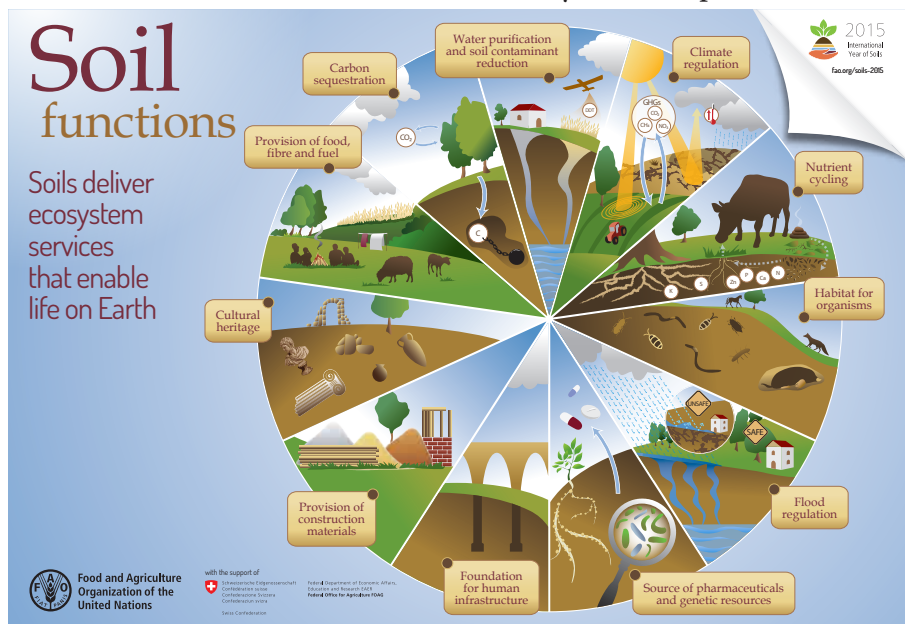 Soil
functions
Soils deliver
ecosystem
services
that enable
life on Earth
2015
International
Year of Soils
fao.org/soils-2015
Water purification
and soil contaminant
reduction
Climate
regulation
Carbon
sequestration
Provision of food,
fibre and fuel
Nutrient
cycling
Habitat for
organisms
Cultural
heritage
Provision of
construction
materials
Foundation
for human
infrastructure
Source of pharmaceuticals
and genetic resources
Flood
regulation
CO₂
C
DDT
GHGs
CO₂
CH₄ NO₂
K
S
Zn
P
Ca
N
UNSAFE
SAFE
FAO
FIAT PANIS
Food and Agriculture
Organization of the
United Nations
with the support of
Schweizerische Eidgenossenschaft
Confédération suisse
Confederazione Svizzera
Confederaziun svizra
Swiss Confederation
Federal Department of Economic Affairs,
Education and Research EAER
Federal Office for Agriculture FOAG